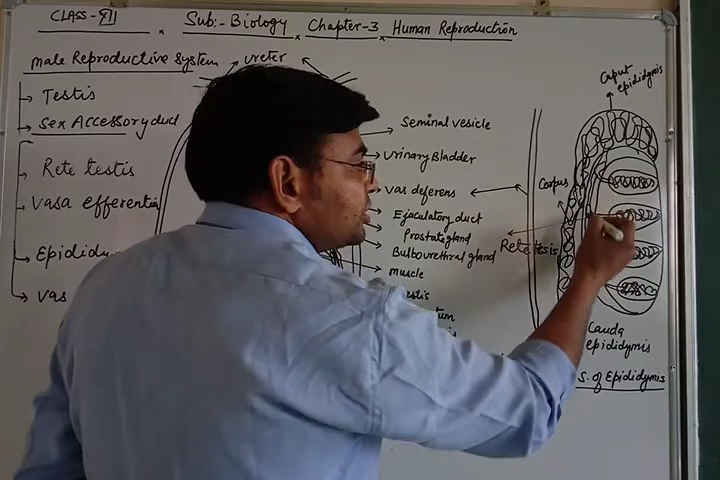 CLASS-XII Sub:- Biology Chapter-3 Human Reproduction
Male Reproductive System
ureter
Testis
Sex Accessory duct
Rete testis
Vasa efferentia
Epididy
Vas
Seminal vesicle
urinary Bladder
vas deferens
Ejaculatory duct
Prostate gland
Bulbourethral gland
muscle
Caput
epididymis
Corpus
Rete tesis
Cauda
epididymis
S. of Epididymis